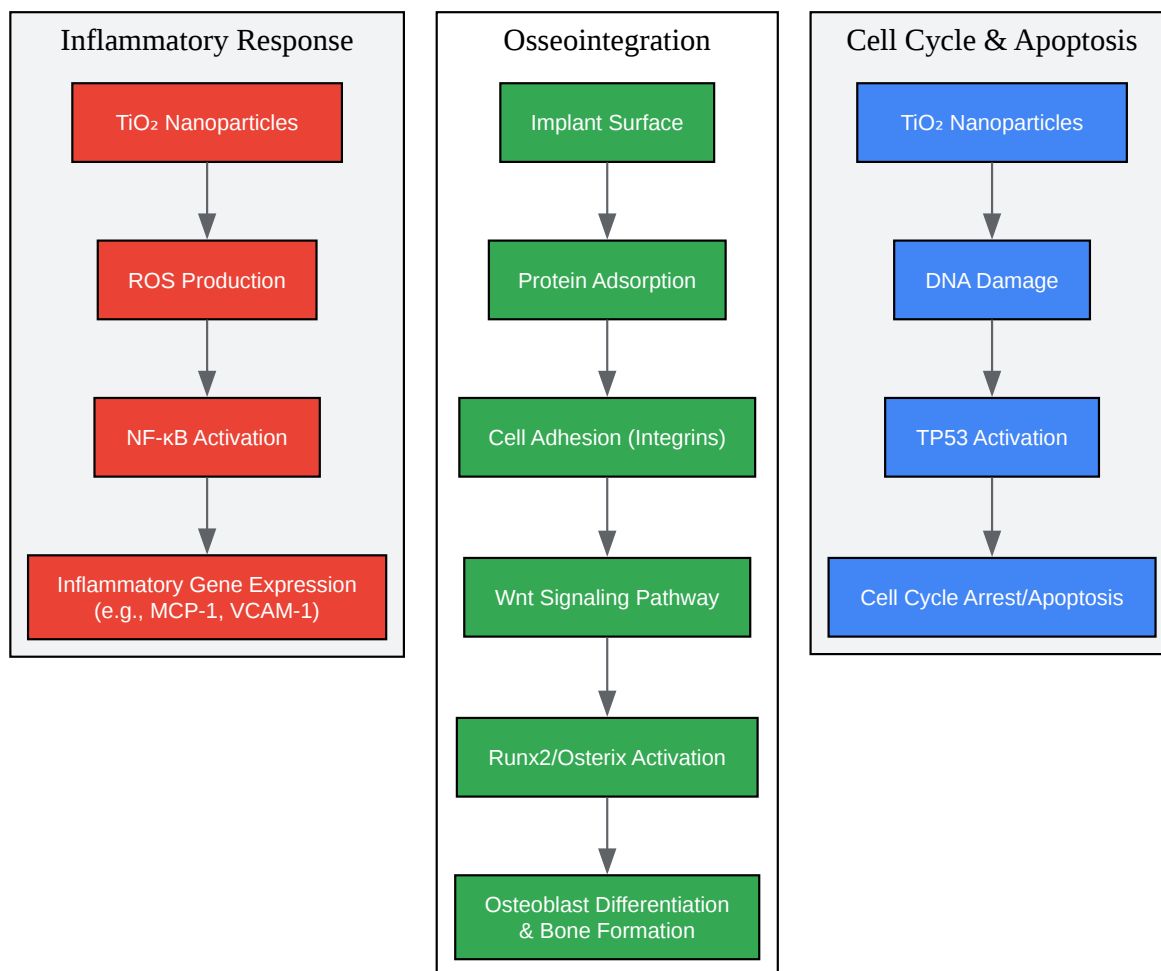 Inflammatory Response
TiO₂ Nanoparticles
ROS Production
NF-κB Activation
Inflammatory Gene Expression
(e.g., MCP-1, VCAM-1)
Osseointegration
Implant Surface
Protein Adsorption
Cell Adhesion (Integrins)
Wnt Signaling Pathway
Runx2/Osterix Activation
Osteoblast Differentiation
& Bone Formation
Cell Cycle & Apoptosis
TiO₂ Nanoparticles
DNA Damage
TP53 Activation
Cell Cycle Arrest/Apoptosis